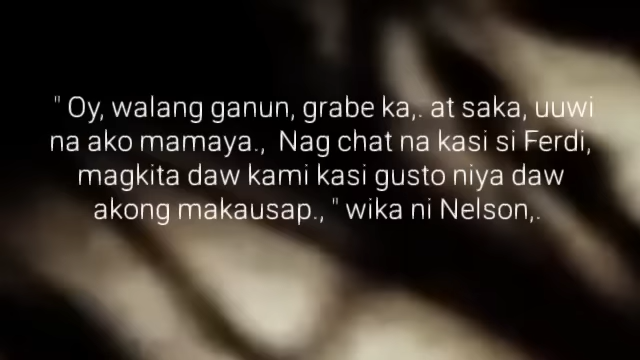 " Oy, walang ganun, grabe ka,. at saka, uuwi
na ako mamaya., Nag chat na kasi si Ferdi,
magkita daw kami kasi gusto niya daw
akong makausap., " wika ni Nelson,.